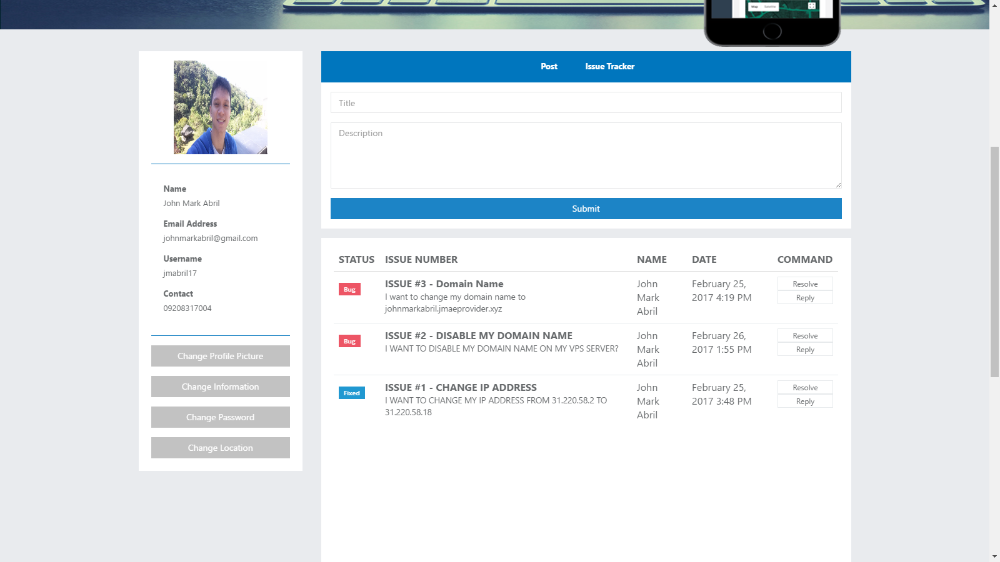 Map Satellite
Post Issue Tracker
Title
Description
Submit
Name
John Mark Abril
Email Address
johnmarkabril@gmail.com
Username
jmabril17
Contact
09208317004
Change Profile Picture
Change Information
Change Password
Change Location
STATUS ISSUE NUMBER NAME DATE COMMAND
Bug
ISSUE #3 - Domain Name
I want to change my domain name to
johnmarkabril.jmaeprovider.xyz
John
Mark
Abril
February 25,
2017 4:19 PM
Resolve
Reply
Bug
ISSUE #2 - DISABLE MY DOMAIN NAME
I WANT TO DISABLE MY DOMAIN NAME ON MY VPS SERVER?
John
Mark
Abril
February 26,
2017 1:55 PM
Resolve
Reply
Fixed
ISSUE #1 - CHANGE IP ADDRESS
I WANT TO CHANGE MY IP ADDRESS FROM 31.220.58.2 TO
31.220.58.18
John
Mark
Abril
February 25,
2017 3:48 PM
Resolve
Reply